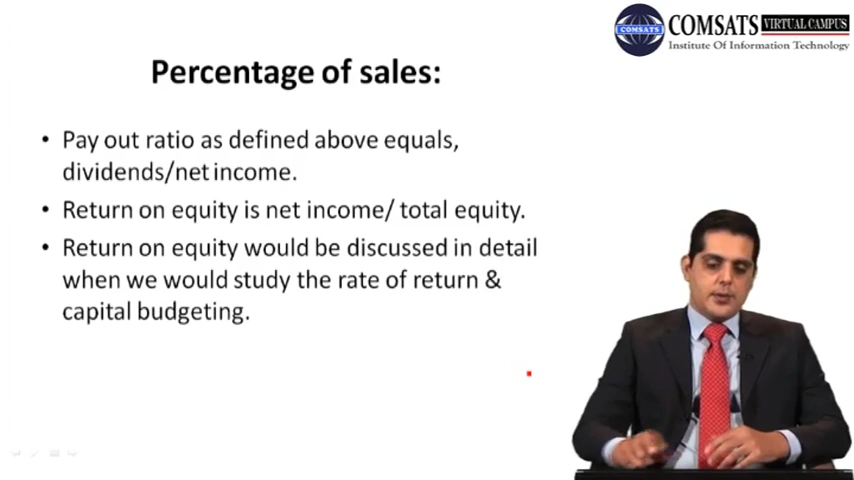 COMSATS VIRTUAL CAMPUS
COMSATS
Institute Of Information Technology
Percentage of sales:
• Pay out ratio as defined above equals,
dividends/net income.
• Return on equity is net income/ total equity.
• Return on equity would be discussed in detail
when we would study the rate of return &
capital budgeting.